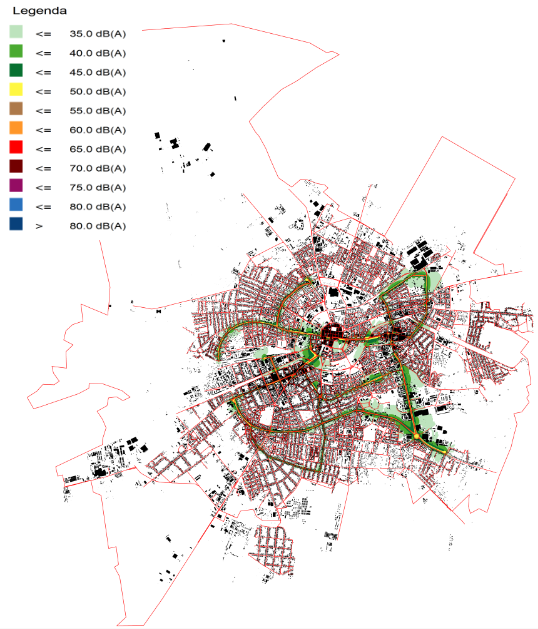 Legenda
<= 35.0 dB(A)
<= 40.0 dB(A)
<= 45.0 dB(A)
<= 50.0 dB(A)
<= 55.0 dB(A)
<= 60.0 dB(A)
<= 65.0 dB(A)
<= 70.0 dB(A)
<= 75.0 dB(A)
<= 80.0 dB(A)
> 80.0 dB(A)